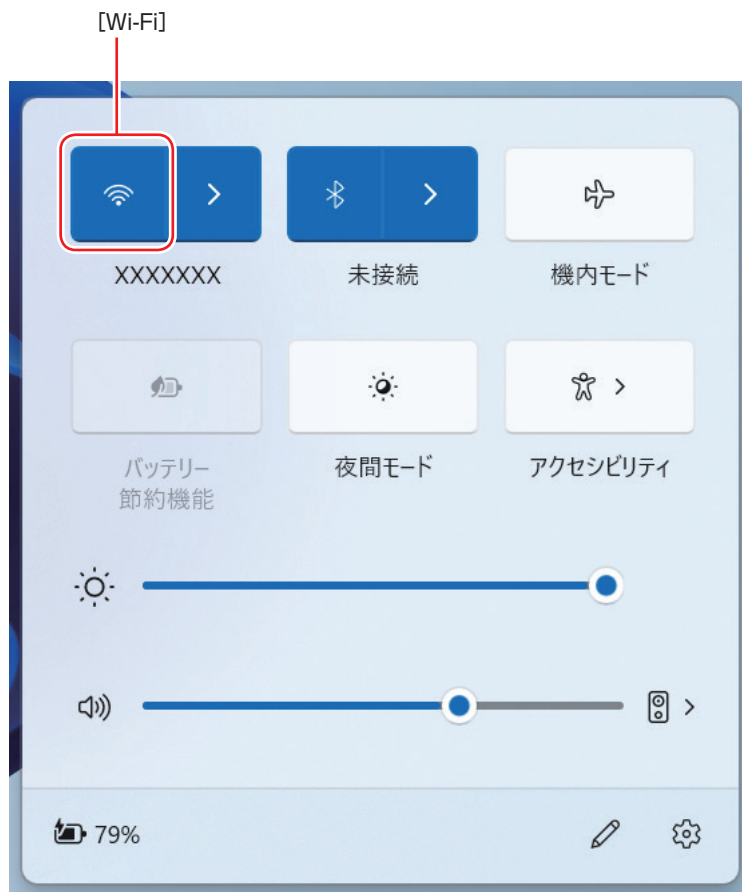 [Wi-Fi]
XXXXXXX
未接続
機内モード
バッテリー
節約機能
夜間モード
アクセシビリティ
79%